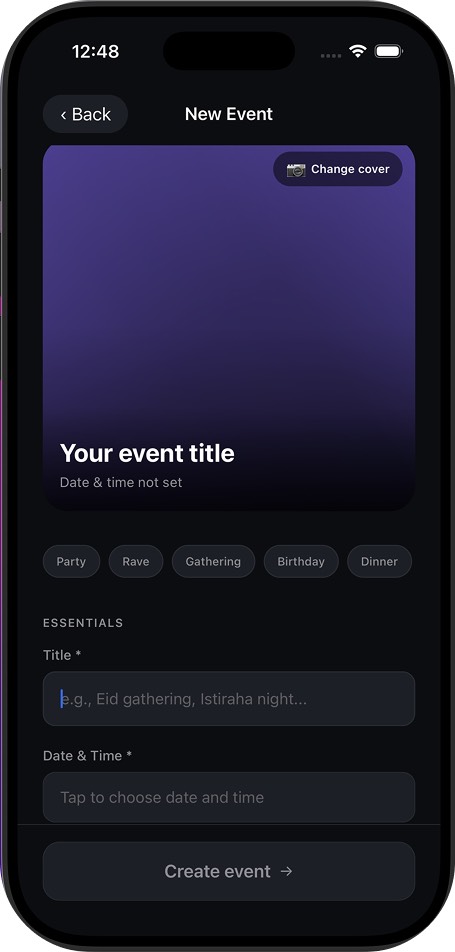 12:48
‹ Back
New Event
Change cover
Your event title
Date & time not set
Party
Rave
Gathering
Birthday
Dinner
ESSENTIALS
Title *
e.g., Eid gathering, Istiraha night...
Date & Time *
Tap to choose date and time
Create event →